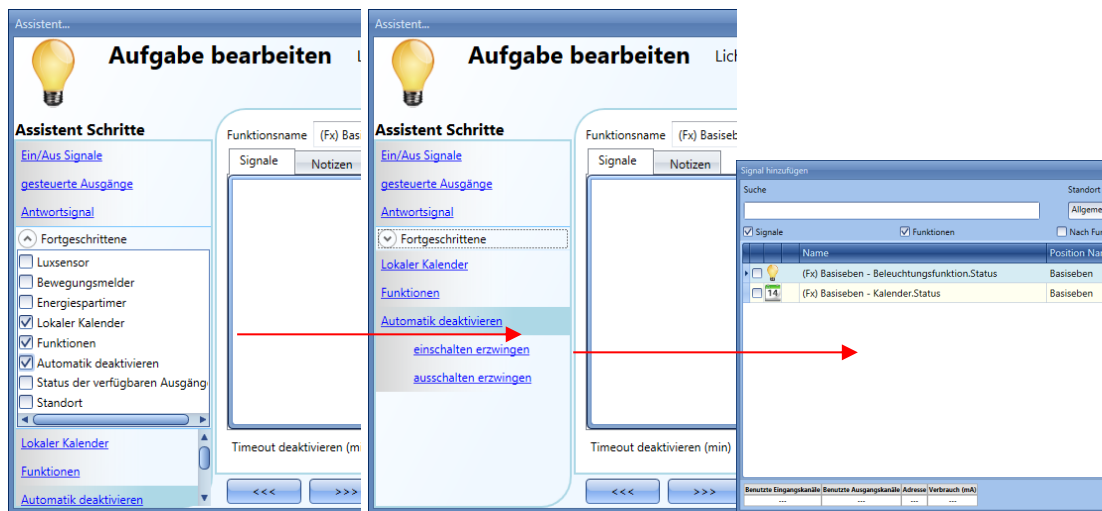 Assistent...
Aufgabe bearbeiten
Assistent Schritte
Ein/Aus Signale
gesteuerte Ausgänge
Antwortsignal
Fortgeschrittene
Luxsensor
Bewegungsmelder
Energiespartimer
Lokaler Kalender
Funktionen
Automatik deaktivieren
Status der verfügbaren Ausgäng
Standort
Lokaler Kalender
Funktionen
Automatik deaktivieren
Funktionsname (Fx) Bas
Signale Notizen
Timeout deaktivieren (m
<<< >>>
Assistent...
Aufgabe bearbeiten Lich
Assistent Schritte
Ein/Aus Signale
gesteuerte Ausgänge
Antwortsignal
Fortgeschrittene
Lokaler Kalender
Funktionen
Automatik deaktivieren
einschalten erzwingen
ausschalten erzwingen
Funktionsname (Fx) Basiseb
Signale Notizen
Timeout deaktivieren (min)
<<< >>>
Signal hinzufügen
Suche Standort
Allgeme
Signale Funktionen Nach Fu
Name Position Na
(Fx) Basiseben - Beleuchtungsfunktion.Status Basiseben
14 (Fx) Basiseben - Kalender.Status Basiseben
Benutzte Eingangskanäle Benutzte Ausgangskanäle Adresse Verbrauch (mA)
--- --- --- ---